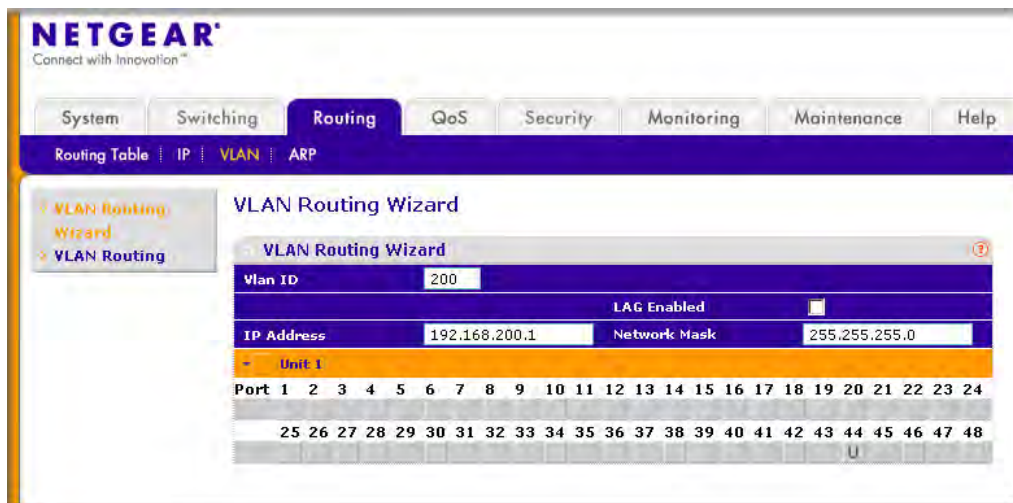 NETGEAR®
Connect with Innovation™
System Switching Routing QoS Security Monitoring Maintenance Help
Routing Table IP VLAN ARP
VLAN Routing
Wizard
VLAN Routing
VLAN Routing Wizard
VLAN Routing Wizard ?
Vlan ID 200
LAG Enabled
IP Address 192.168.200.1 Network Mask 255.255.255.0
Unit 1
Port 1 2 3 4 5 6 7 8 9 10 11 12 13 14 15 16 17 18 19 20 21 22 23 24
25 26 27 28 29 30 31 32 33 34 35 36 37 38 39 40 41 42 43 44 45 46 47 48
U